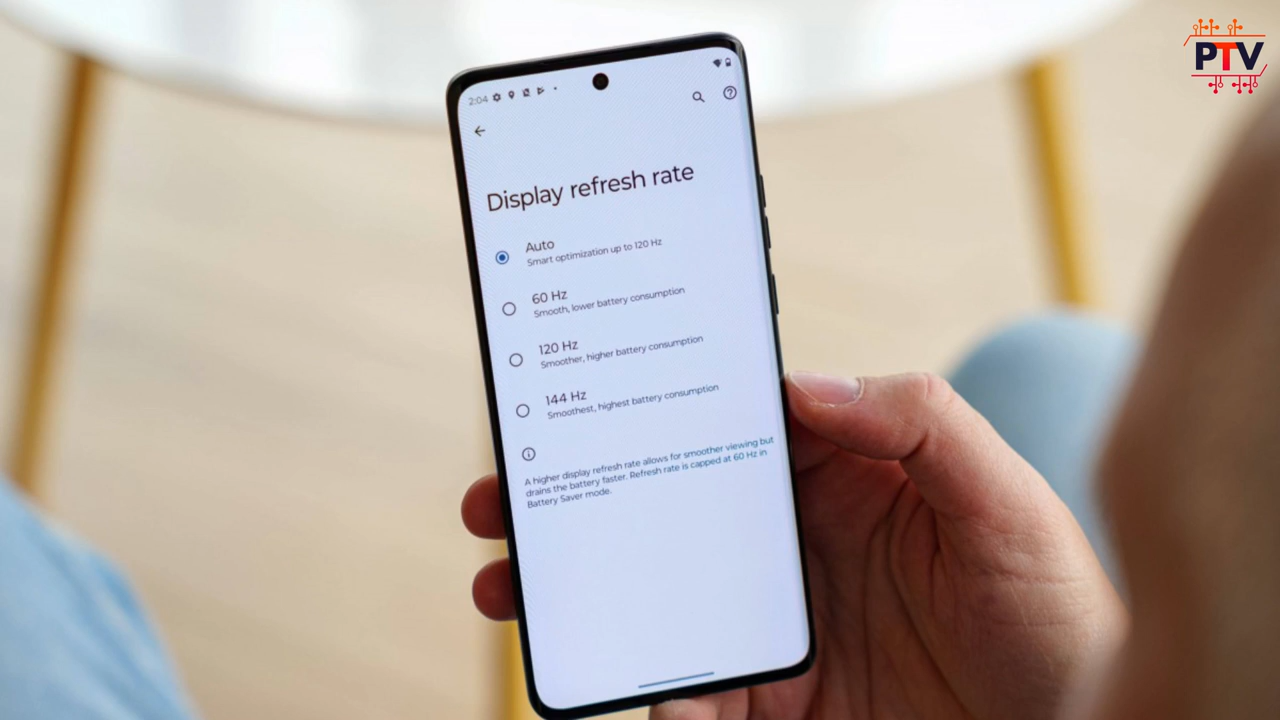 PTV
2:04
Display refresh rate
Auto
Smart optimization up to 120 Hz
60 Hz
Smooth, lower battery consumption
120 Hz
Smoother, higher battery consumption
144 Hz
Smoothest, highest battery consumption
A higher display refresh rate allows for smoother viewing but
drains the battery faster. Refresh rate is capped at 60 Hz in
Battery Saver mode.